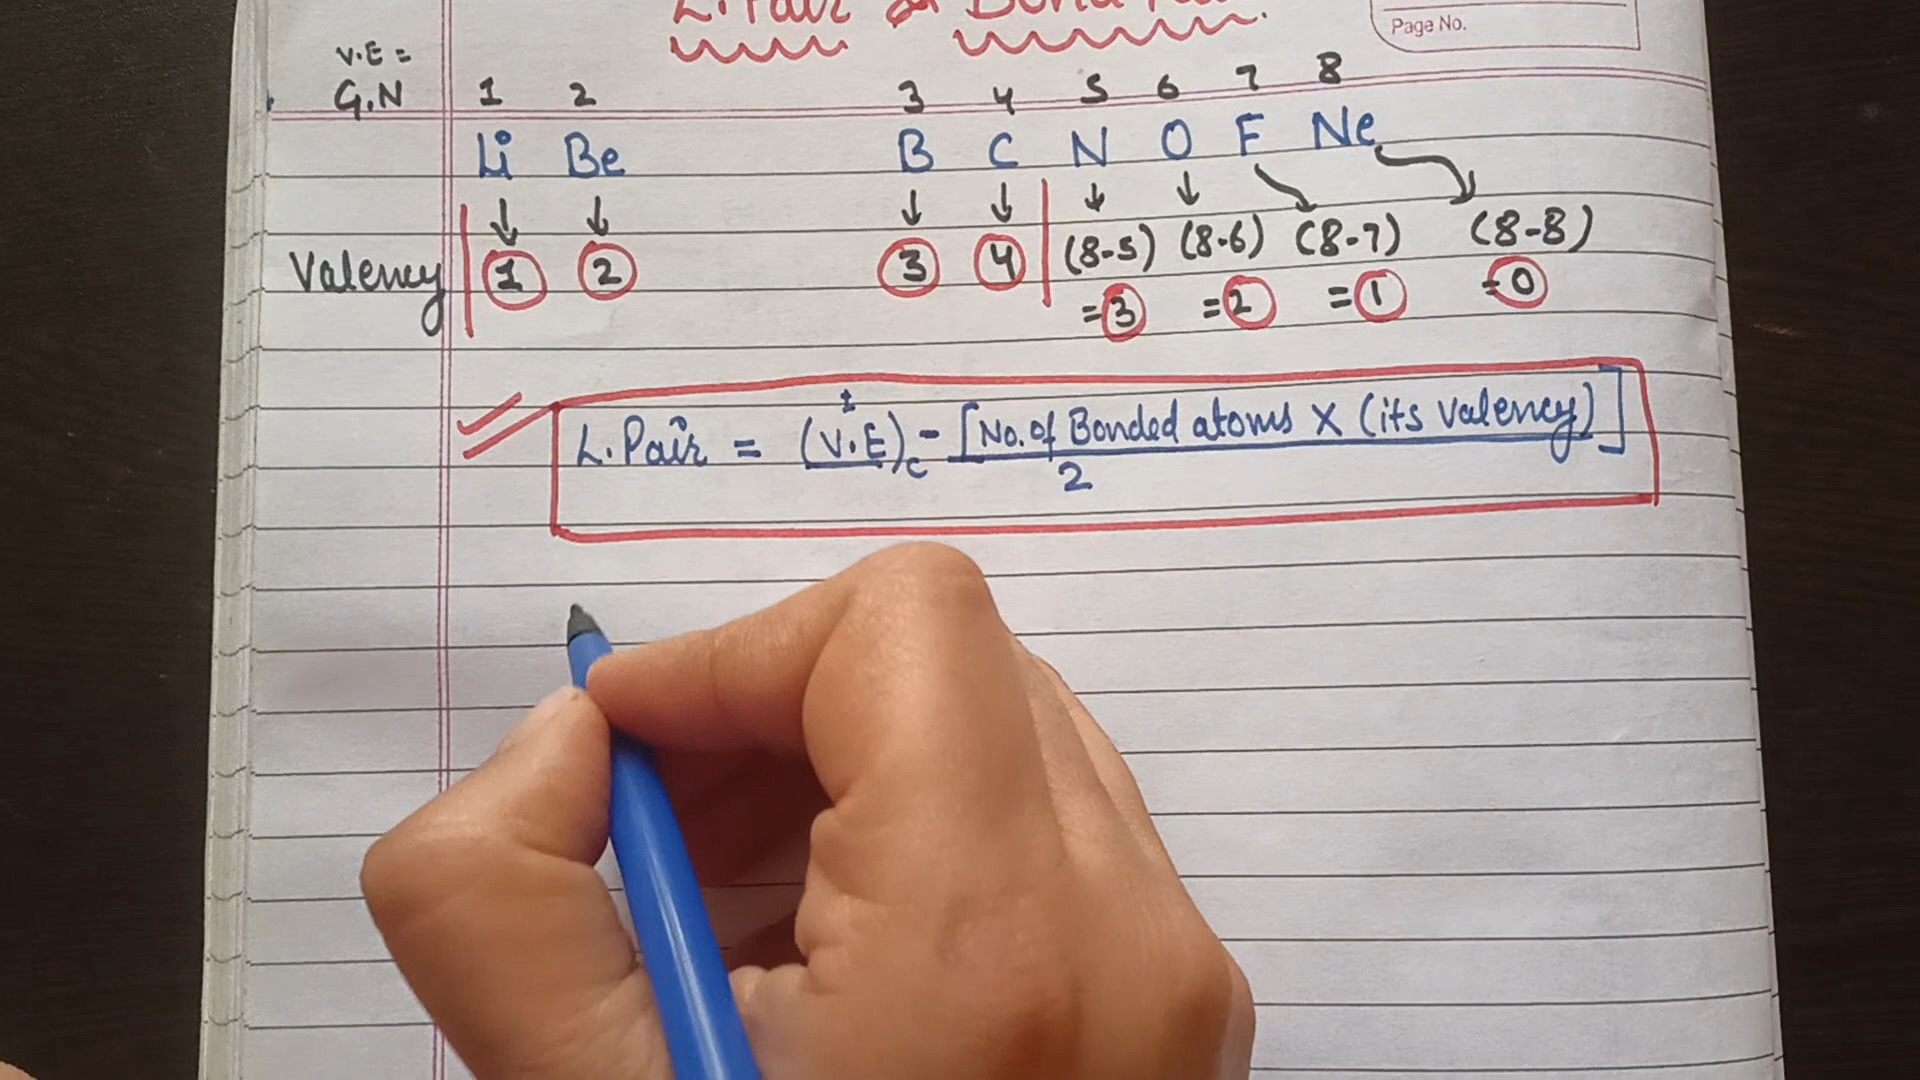 L. Pair
Page No.
V.E =
G.N 1 2 3 4 5 6 7 8
Li Be B C N O F Ne
(8-5) (8-6) (8-7) (8-8)
Valency 1 2 3 4
=3 =2 =1 =0
L. Pair = (V.E)c ± - [No. of Bonded atoms X (its valency)]
2